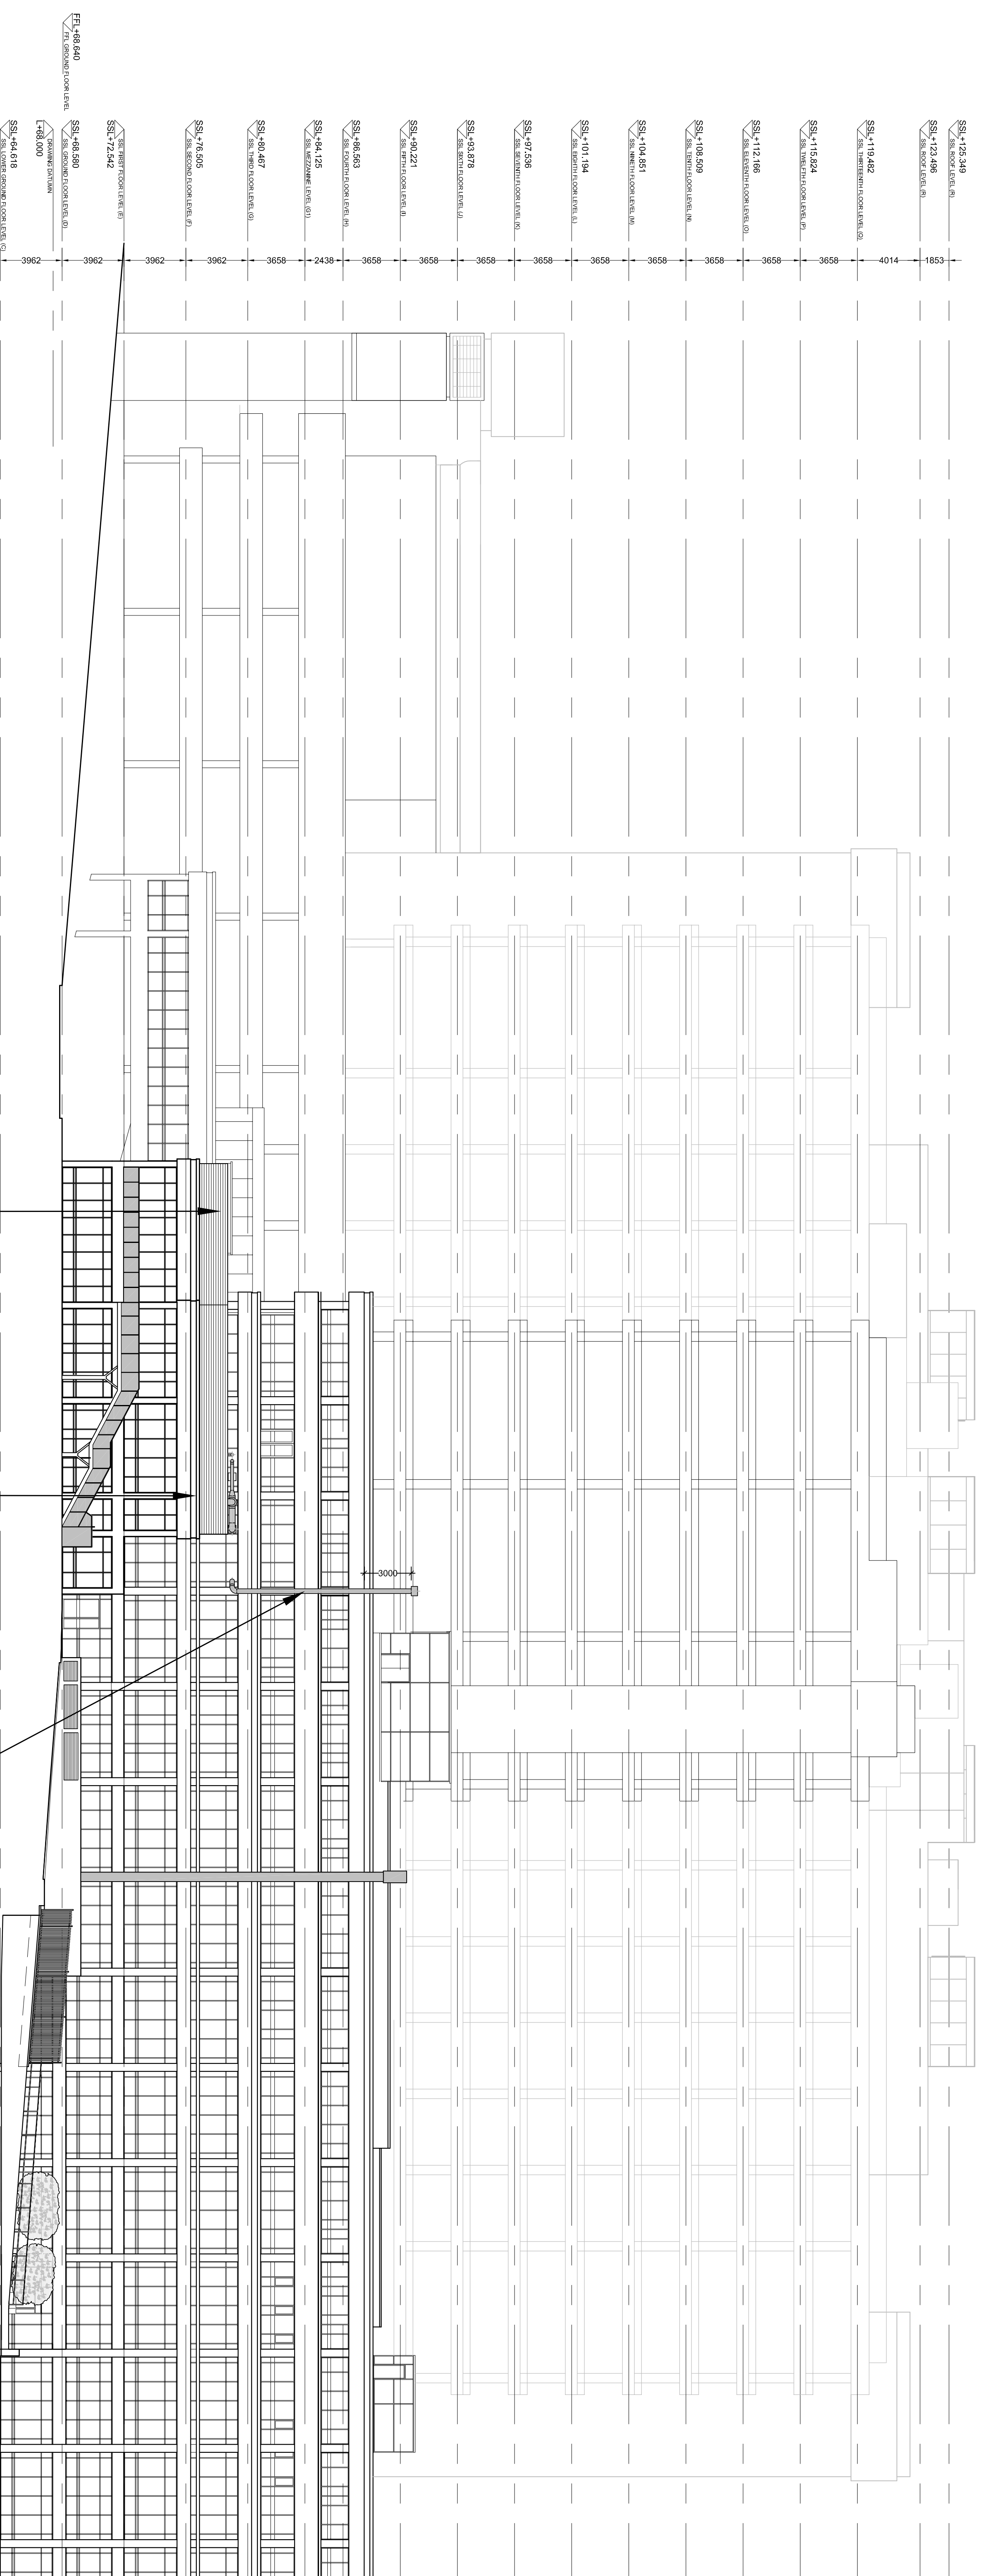 SSL+125.349
SSL ROOF LEVEL (R)
SSL+123.496
SSL ROOF LEVEL (R)
SSL+119.482
SSL THIRTEENTH FLOOR LEVEL (Q)
SSL+115.824
SSL TWELFTH FLOOR LEVEL (P)
SSL+112.166
SSL ELEVENTH FLOOR LEVEL (O)
SSL+108.509
SSL TENTH FLOOR LEVEL (N)
SSL+104.851
SSL NINETH FLOOR LEVEL (M)
SSL+101.194
SSL EIGHTH FLOOR LEVEL (L)
SSL+97.536
SSL SEVENTH FLOOR LEVEL (K)
SSL+93.878
SSL SIXTH FLOOR LEVEL (J)
SSL+90.221
SSL FIFTH FLOOR LEVEL (I)
SSL+86.563
SSL FOURTH FLOOR LEVEL (H)
SSL+84.125
SSL MEZZANINE LEVEL (G1)
SSL+80.467
SSL THIRD FLOOR LEVEL (G)
SSL+76.505
SSL SECOND FLOOR LEVEL (F)
SSL FIRST FLOOR LEVEL (E)
SSL+72.542
FFL+68.640
FFL GROUND FLOOR LEVEL
SSL+68.580
SSL GROUND FLOOR LEVEL (D)
DRAWING DATUMN
L+68.000
SSL+64.618
SSL LOWER GROUND FLOOR LEVEL (C)
1853
4014
3658
3658
3658
3658
3658
3658
3658
3658
3658
2438
3658
3962
3962
3962
3962
3000